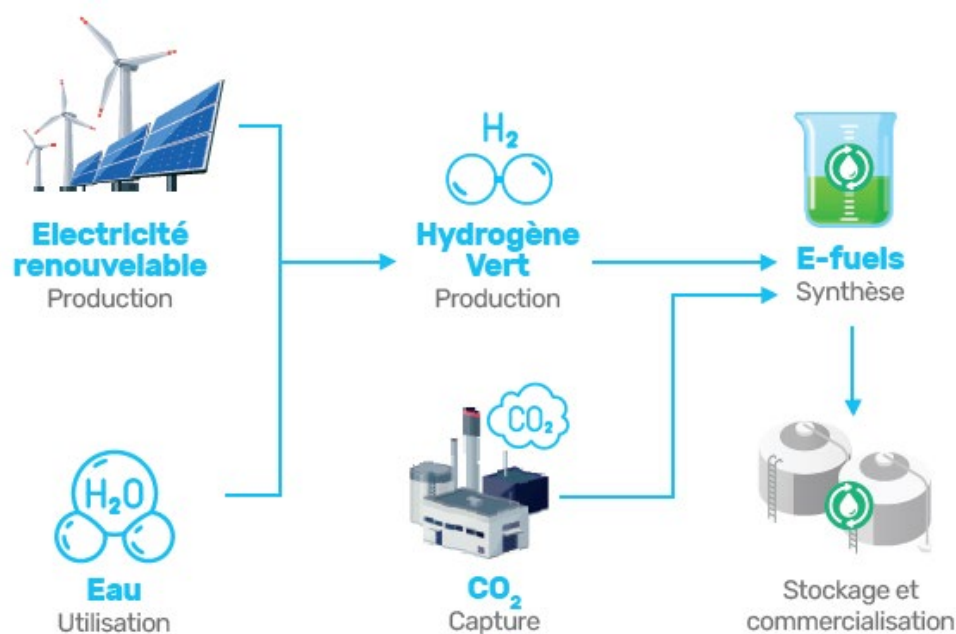 H₂
Electricité
renouvelable
Production
Hydrogène
Vert
Production
E-fuels
Synthèse
H₂O
Eau
Utilisation
CO₂
CO₂
Capture
Stockage et
commercialisation